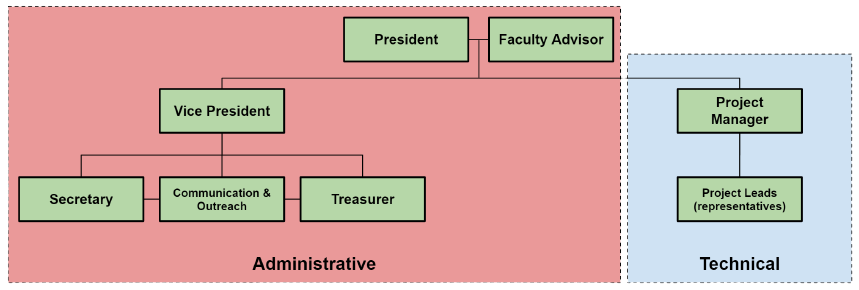 President
Faculty Advisor
Vice President
Project
Manager
Secretary
Communication &
Outreach
Treasurer
Project Leads
(representatives)
Administrative
Technical